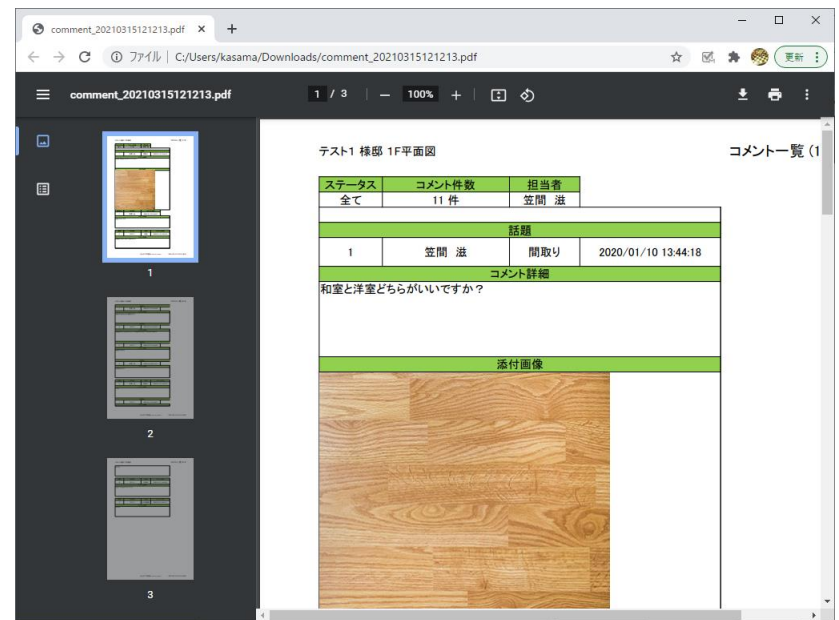 comment_20210315121213.pdf
ファイル | C:/Users/kasama/Downloads/comment_20210315121213.pdf
更新
comment_20210315121213.pdf
1 / 3
100%
1
2
3
テスト1 様邸 1F平面図
コメント一覧 (1
ステータス コメント件数 担当者
全て 11 件 笠間 滋
話題
1 笠間 滋 間取り 2020/01/10 13:44:18
コメント詳細
和室と洋室どちらがいいですか？
添付画像